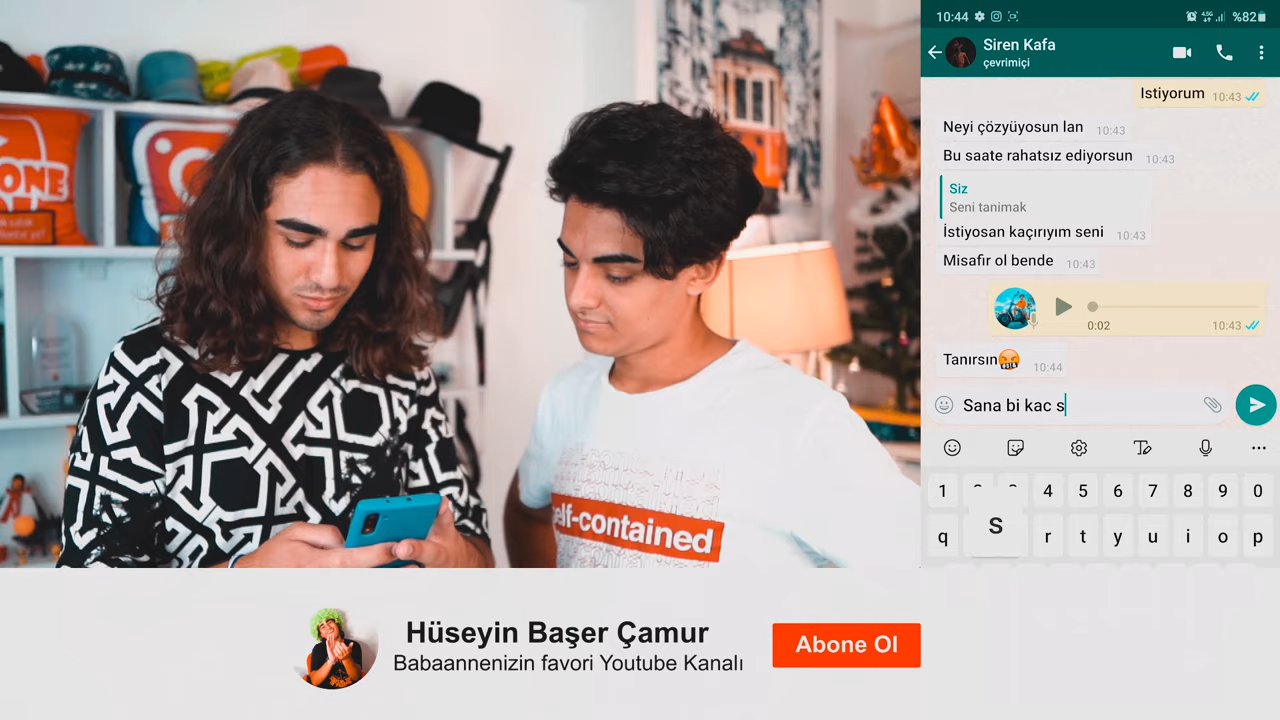 ONE
elf-contained
10:44
4,5G
%82
Siren Kafa
çevrimiçi
Istiyorum 10:43
Neyi çözyüyosun lan 10:43
Bu saate rahatsız ediyorsun 10:43
Siz
Seni tanimak
İstiyosan kaçırıyım seni 10:43
Misafir ol bende 10:43
0:02 10:43
Tanırsın🤬 10:44
Sana bi kac s
1 4 5 6 7 8 9 0
q S r t y u i o p
Hüseyin Başer Çamur
Babaannenizin favori Youtube Kanalı
Abone Ol